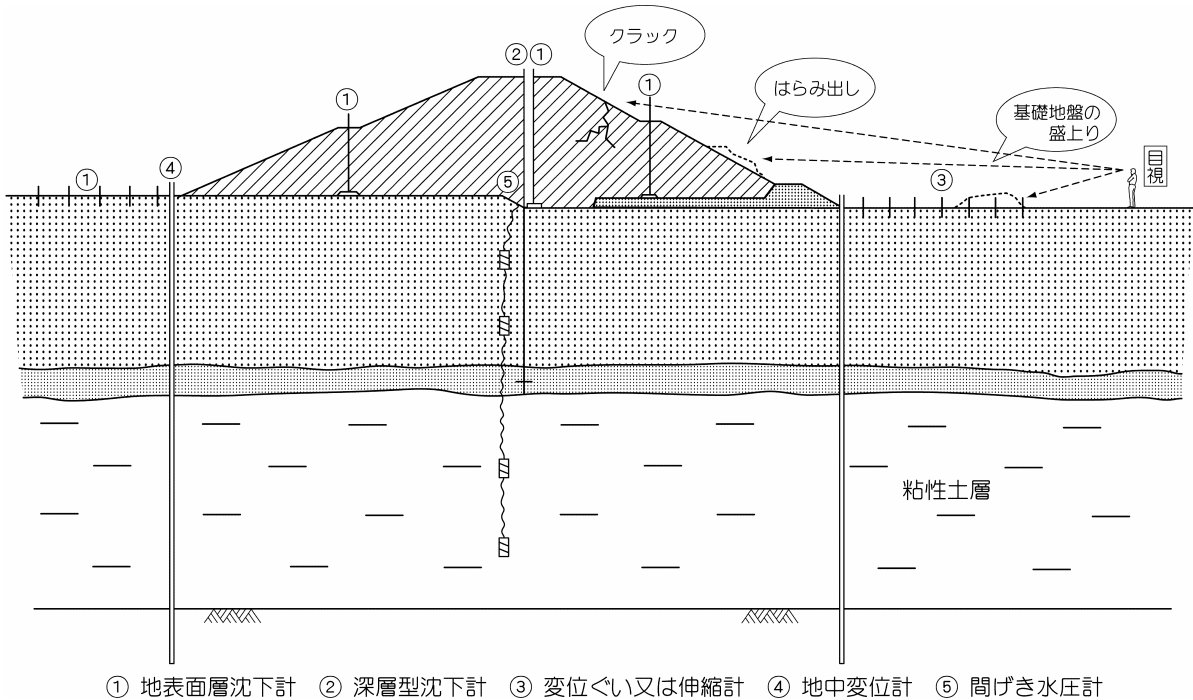 クラック
②①
はらみ出し
①
①
基礎地盤の
盛上り
目視
①
④
⑤
③
粘性土層
① 地表面層沈下計 ② 深層型沈下計 ③ 変位ぐい又は伸縮計 ④ 地中変位計 ⑤ 間げき水圧計